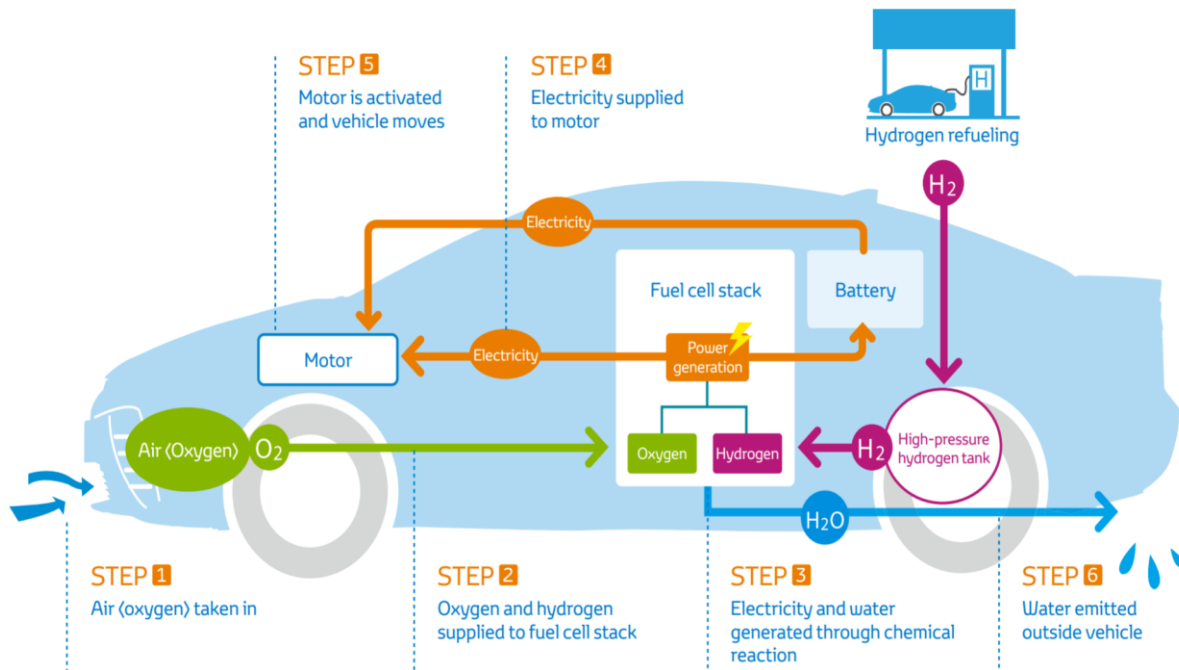 STEP 5
Motor is activated
and vehicle moves
STEP 4
Electricity supplied
to motor
H
Hydrogen refueling
H2
Electricity
Fuel cell stack
Battery
Motor
Electricity
Power
generation
Air (Oxygen)
O2
Oxygen
Hydrogen
H2
High-pressure
hydrogen tank
H2O
STEP 1
Air (oxygen) taken in
STEP 2
Oxygen and hydrogen
supplied to fuel cell stack
STEP 3
Electricity and water
generated through chemical
reaction
STEP 6
Water emitted
outside vehicle